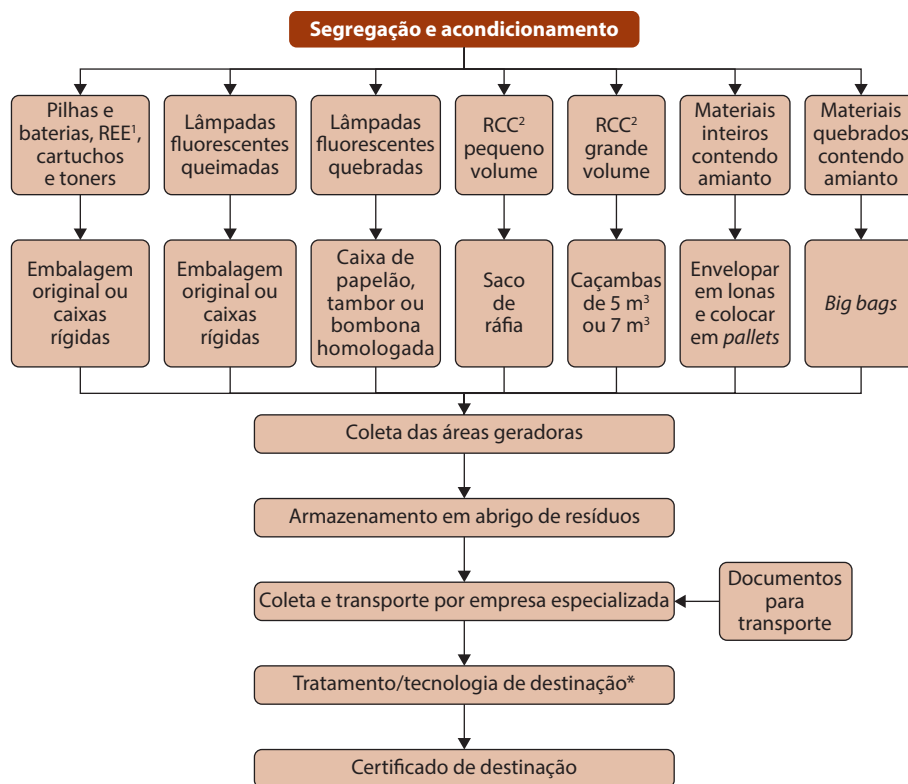 Segregação e acondicionamento
Pilhas e
baterias, REE¹,
cartuchos
e toners
Lâmpadas
fluorescentes
queimadas
Lâmpadas
fluorescentes
quebradas
RCC²
pequeno
volume
RCC²
grande
volume
Materiais
inteiros
contendo
amianto
Materiais
quebrados
contendo
amianto
Embalagem
original ou
caixas
rígidas
Embalagem
original ou
caixas
rígidas
Caixa de
papelão,
tambor ou
bombona
homologada
Saco
de
ráfia
Caçambas
de 5 m³
ou 7 m³
Envelopar
em lonas
e colocar
em pallets
Big bags
Coleta das áreas geradoras
Armazenamento em abrigo de resíduos
Coleta e transporte por empresa especializada
Documentos
para
transporte
Tratamento/tecnologia de destinação*
Certificado de destinação